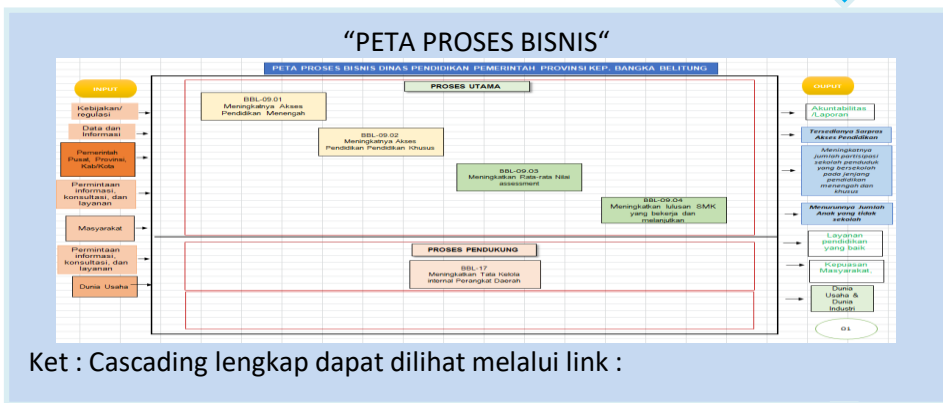 “PETA PROSES BISNIS“
PETA PROSES BISNIS DINAS PENDIDIKAN PEMERINTAH PROVINSI KEP. BANGKA BELITUNG
INPUT
Kebijakan/
regulasi
Data dan
Informasi
Pemerintah
Pusat, Provinsi,
Kab/Kota
Permintaan
informasi,
konsultasi, dan
layanan
Masyarakat
Permintaan
informasi,
konsultasi, dan
layanan
Dunia Usaha
PROSES UTAMA
BBL-09.01
Meningkatnya Akses
Pendidikan Menengah
BBL-09.02
Meningkatnya Akses
Pendidikan Pendidikan Khusus
BBL-09.03
Meningkatkan Rata-rata Nilai
assessment
BBL-09.04
Meningkatkan lulusan SMK
yang bekerja dan
melanjutkan
PROSES PENDUKUNG
BBL-17
Meningkatkan Tata Kelola
internal Perangkat Daerah
OUPUT
Akuntabilitas
/Laporan
Tersedianya Sarpras
Akses Pendidikan
Meningkatnya
jumlah partisipasi
sekolah penduduk
yang bersekolah
pada jenjang
pendidikan
menengah dan
khusus
Menurunnya Jumlah
Anak yang tidak
sekolah
Layanan
pendidikan
yang baik
Kepuasan
Masyarakat,
Dunia
Usaha &
Dunia
Industri
01
Ket : Cascading lengkap dapat dilihat melalui link :